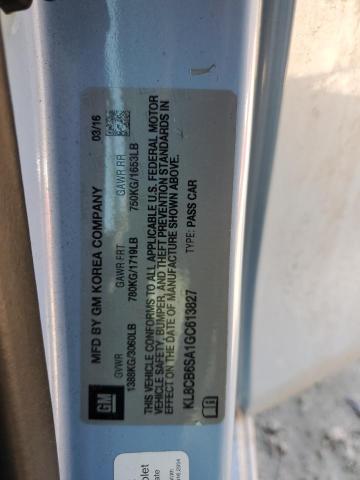 GM
MFD BY GM KOREA COMPANY
03/16
GVWR GAWR FRT GAWR RR
1388KG/3060LB 780KG/1719LB 750KG/1653LB
THIS VEHICLE CONFORMS TO ALL APPLICABLE U.S. FEDERAL MOTOR
VEHICLE SAFETY, BUMPER, AND THEFT PREVENTION STANDARDS IN
EFFECT ON THE DATE OF MANUFACTURE SHOWN ABOVE.
KL8CB6SA1GC613827 TYPE: PASS CAR